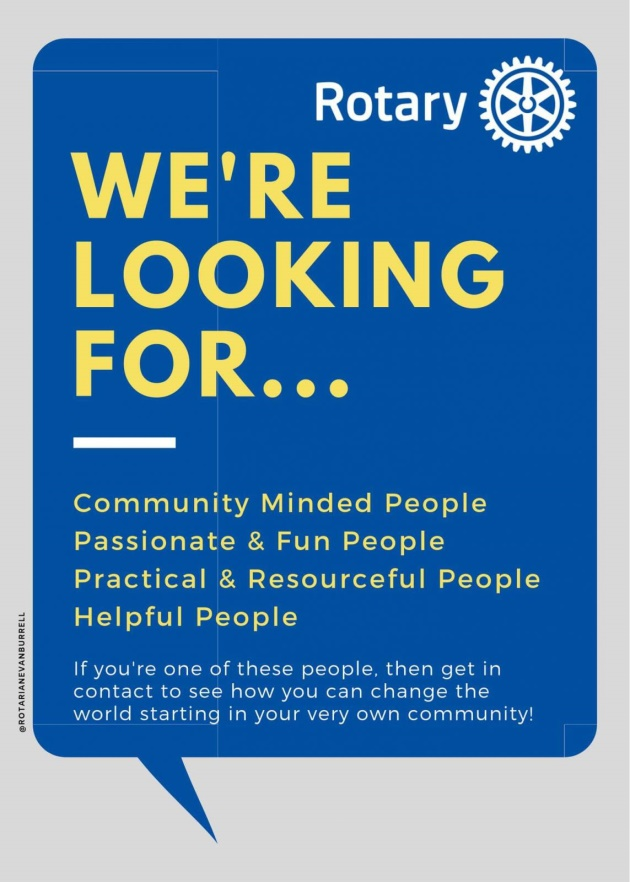 Rotary
WE'RE
LOOKING
FOR...
Community Minded People
Passionate & Fun People
Practical & Resourceful People
Helpful People
If you're one of these people, then get in
contact to see how you can change the
world starting in your very own community!
@ROTARIANEVANBURRELL